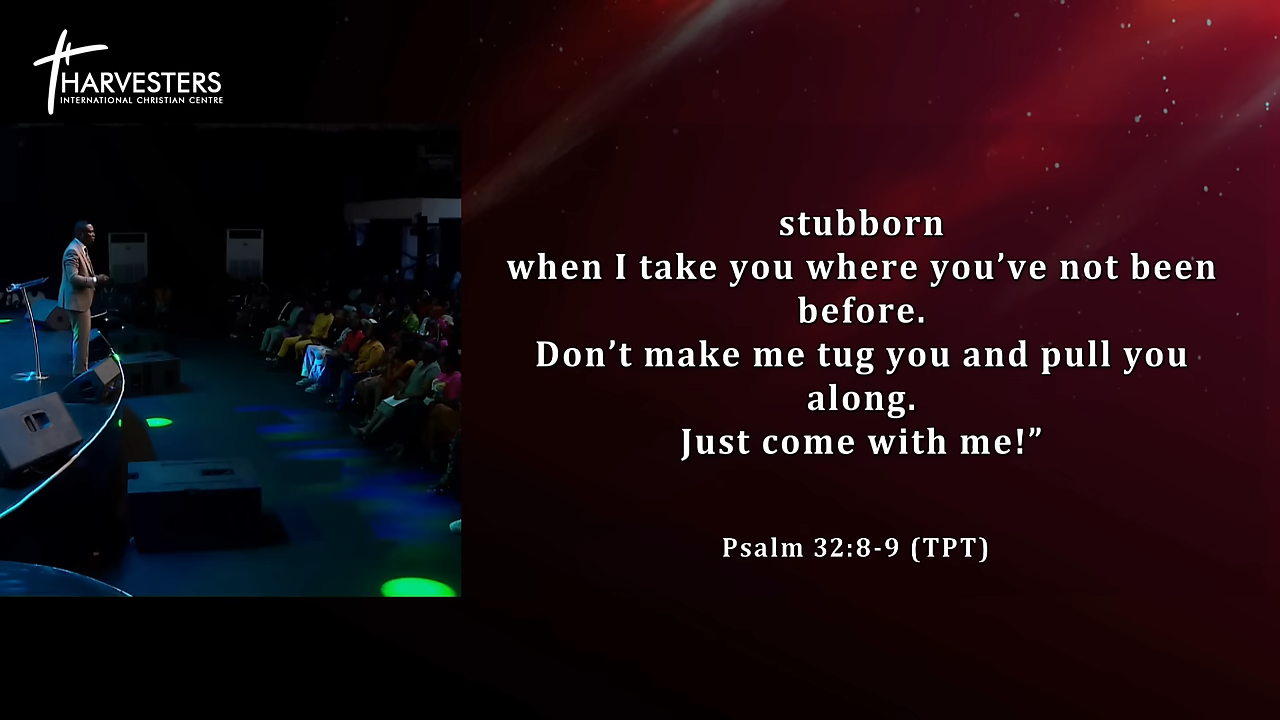 HARVESTERS
INTERNATIONAL CHRISTIAN CENTRE
stubborn
when I take you where you’ve not been
before.
Don’t make me tug you and pull you
along.
Just come with me!”
Psalm 32:8-9 (TPT)